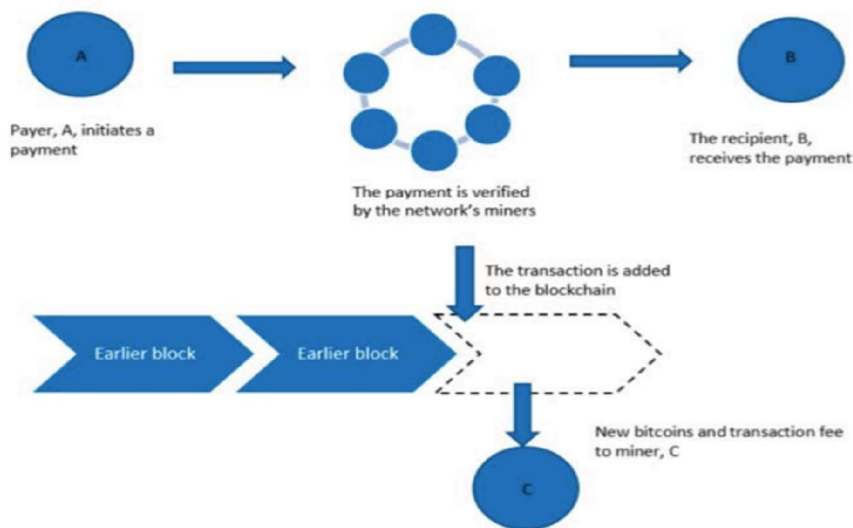 A
B
Payer, A, initiates a
payment
The recipient, B,
receives the payment
The payment is verified
by the network's miners
The transaction is added
to the blockchain
Earlier block
Earlier block
New bitcoins and transaction fee
to miner, C
C